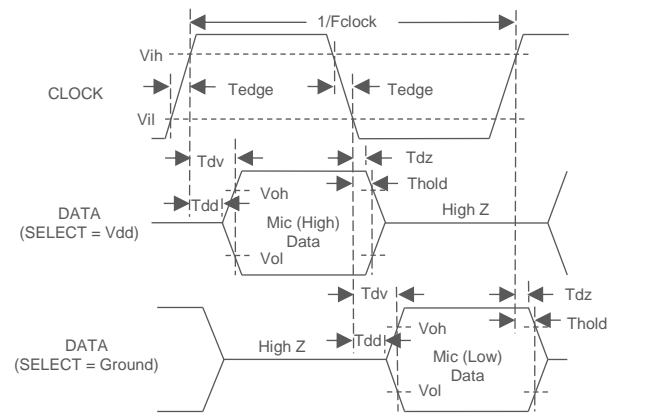 1/Fclock
Vih
CLOCK
Tedge
Tedge
Vil
Tdv
Tdz
Voh
Thold
Tdd
DATA
(SELECT = Vdd)
Mic (High)
Data
High Z
Vol
Tdv
Tdz
Voh
Thold
Tdd
DATA
(SELECT = Ground)
High Z
Mic (Low)
Data
Vol